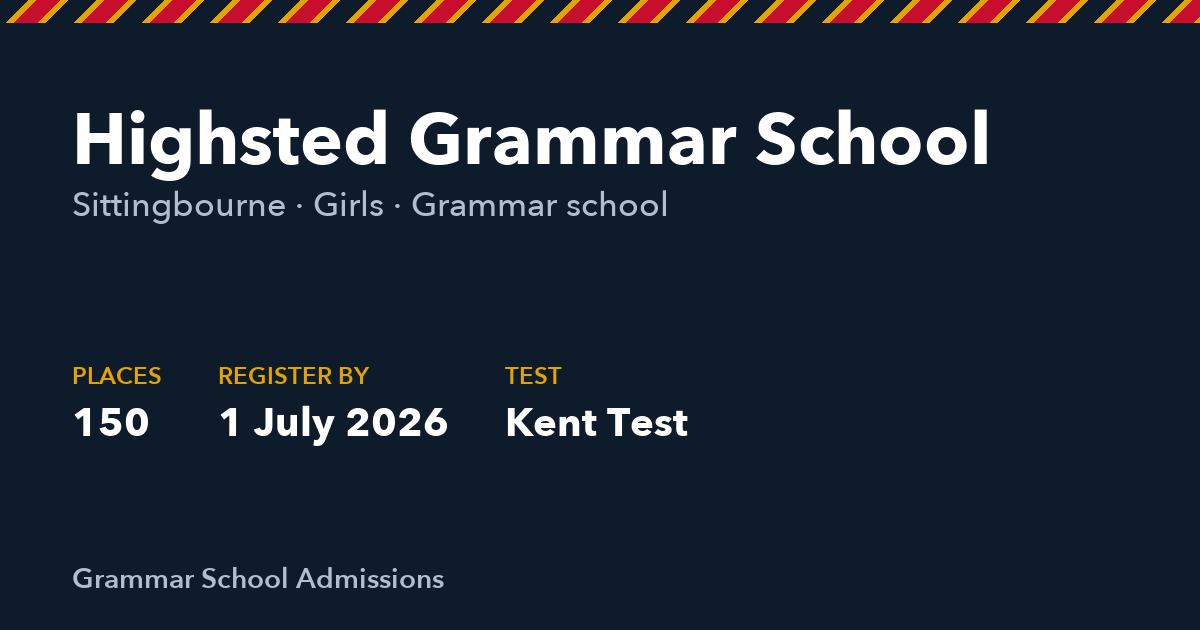 Highsted Grammar School
Sittingbourne · Girls · Grammar school
PLACES
150
REGISTER BY
1 July 2026
TEST
Kent Test
Grammar School Admissions